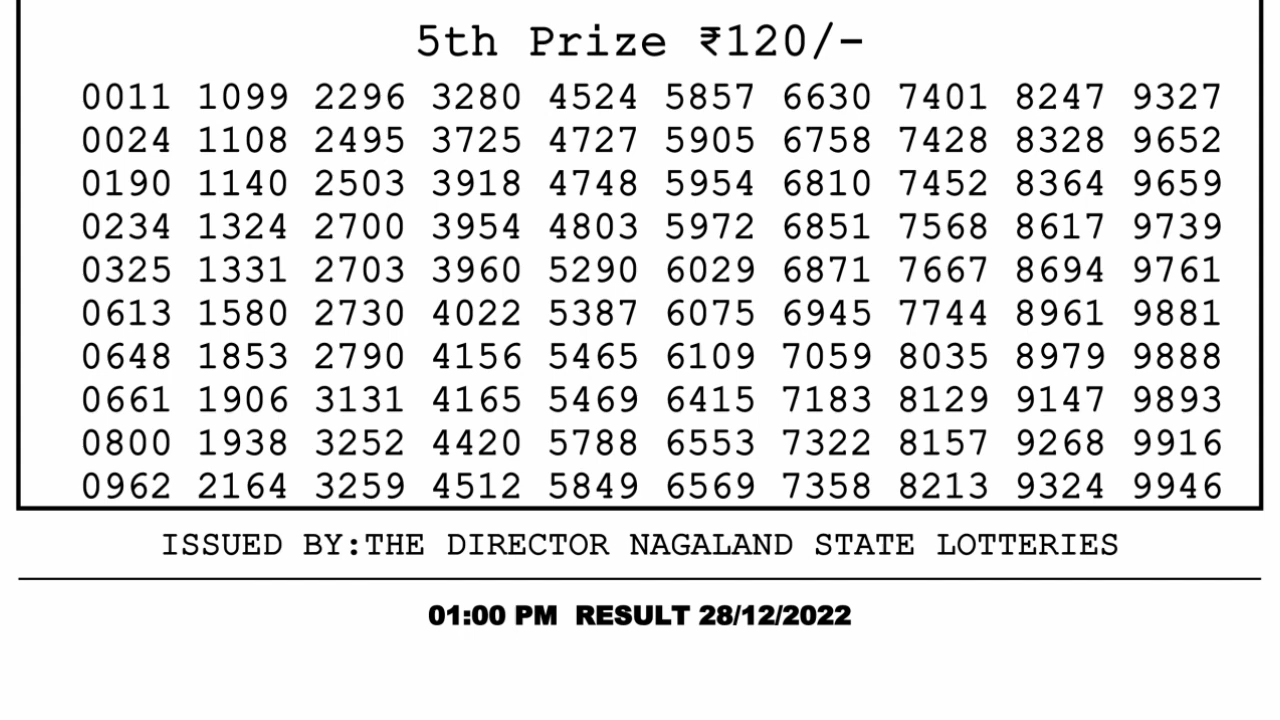 5th Prize ₹120/-
0011 1099 2296 3280 4524 5857 6630 7401 8247 9327
0024 1108 2495 3725 4727 5905 6758 7428 8328 9652
0190 1140 2503 3918 4748 5954 6810 7452 8364 9659
0234 1324 2700 3954 4803 5972 6851 7568 8617 9739
0325 1331 2703 3960 5290 6029 6871 7667 8694 9761
0613 1580 2730 4022 5387 6075 6945 7744 8961 9881
0648 1853 2790 4156 5465 6109 7059 8035 8979 9888
0661 1906 3131 4165 5469 6415 7183 8129 9147 9893
0800 1938 3252 4420 5788 6553 7322 8157 9268 9916
0962 2164 3259 4512 5849 6569 7358 8213 9324 9946
ISSUED BY:THE DIRECTOR NAGALAND STATE LOTTERIES
01:00 PM RESULT 28/12/2022